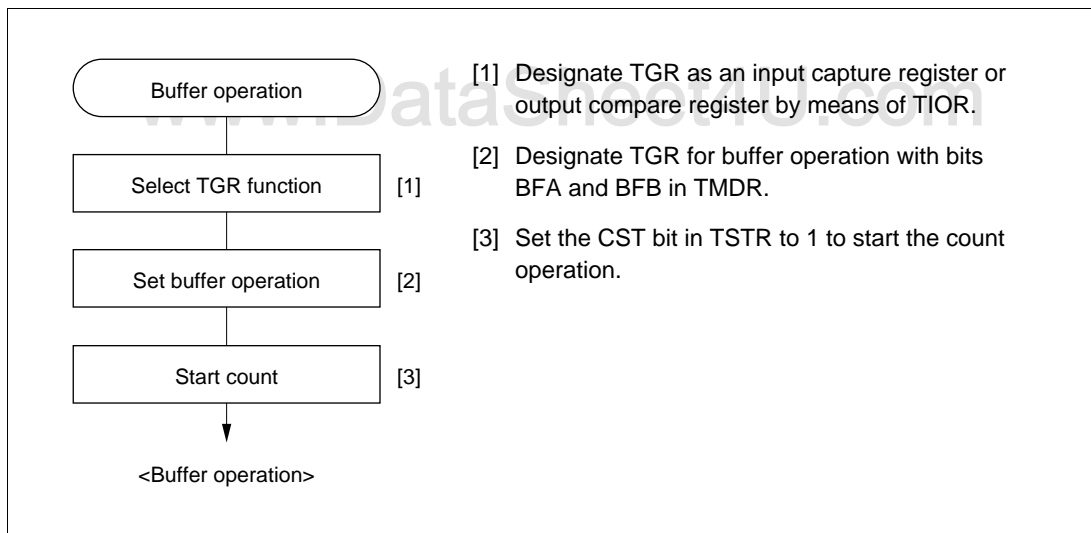 Buffer operation
Select TGR function [1]
Set buffer operation [2]
Start count [3]
<Buffer operation>
[1] Designate TGR as an input capture register or
output compare register by means of TIOR.
[2] Designate TGR for buffer operation with bits
BFA and BFB in TMDR.
[3] Set the CST bit in TSTR to 1 to start the count
operation.
www.DataSheet4U.com